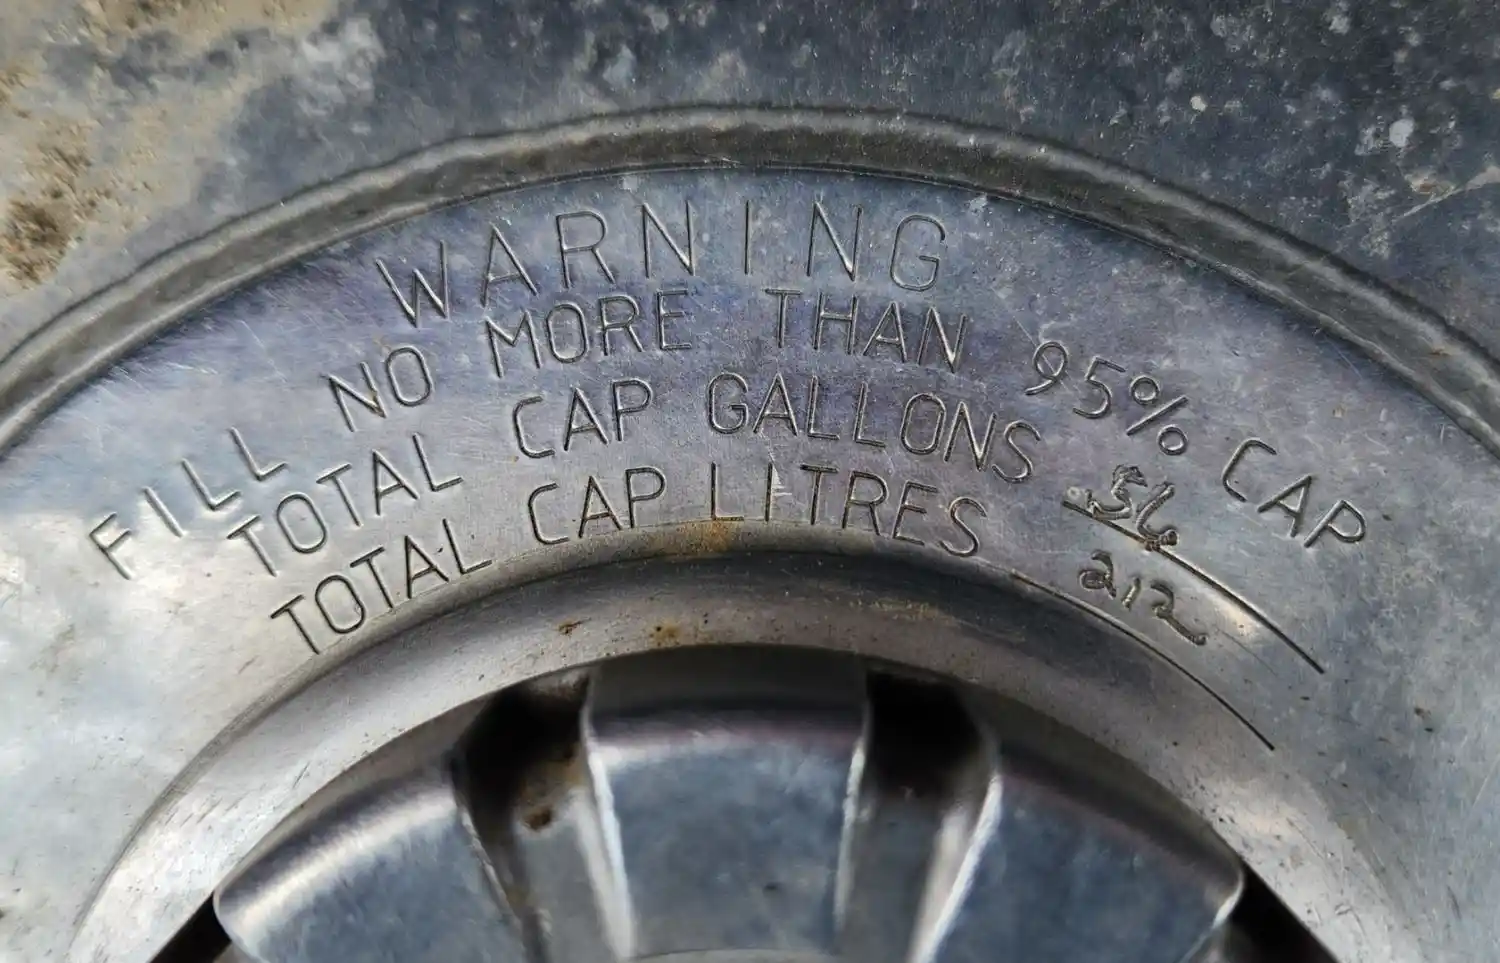 WARNING
FILL NO MORE THAN 95% CAP
TOTAL CAP GALLONS 56
TOTAL CAP LITRES 212